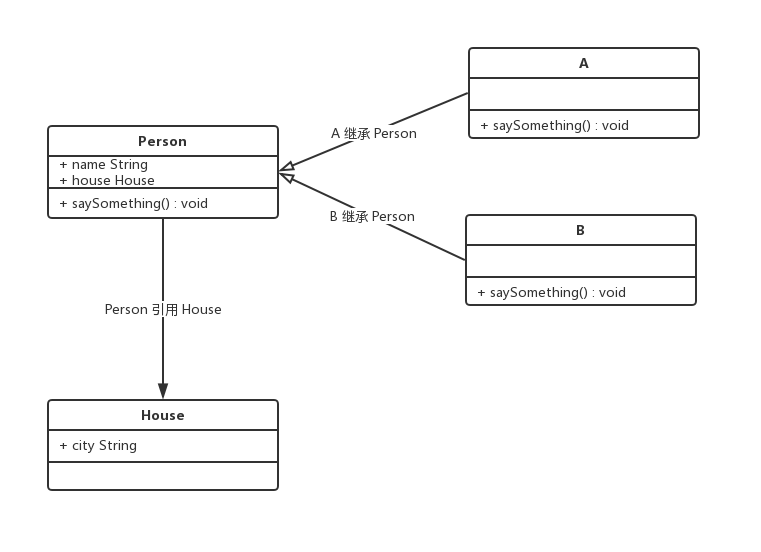 Person
+ name String
+ house House
+ saySomething() : void
A 继承 Person
A
+ saySomething() : void
B 继承 Person
B
+ saySomething() : void
Person 引用 House
House
+ city String